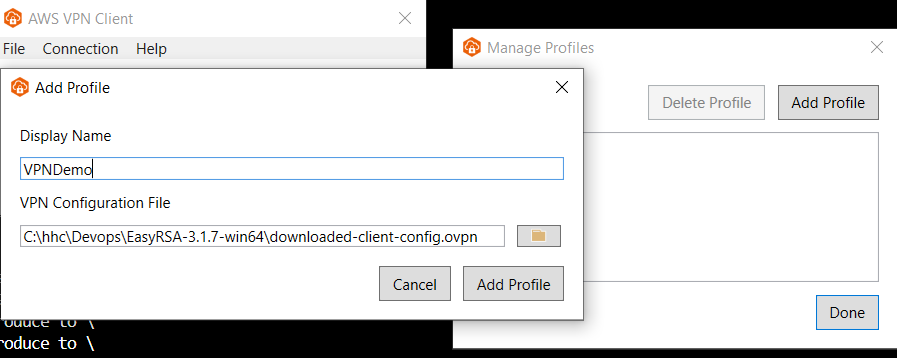 AWS VPN Client
File Connection Help
Manage Profiles
Delete Profile Add Profile
Done
Add Profile
Display Name
VPNDemo
VPN Configuration File
C:\hhc\Devops\EasyRSA-3.1.7-win64\downloaded-client-config.ovpn
Cancel Add Profile
roduce to \
roduce to \